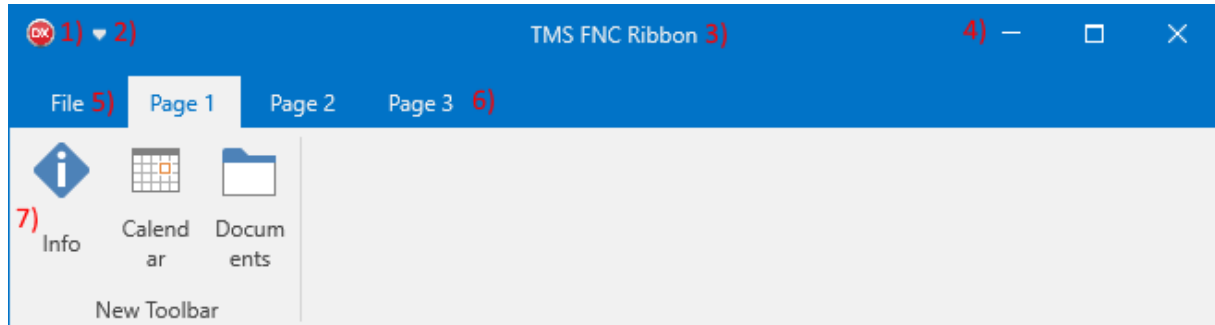 DX 1) 2) TMS FNC Ribbon 3) 4)
File 5) Page 1 Page 2 Page 3 6)
7)
Info Calend Docum
ar ents
New Toolbar